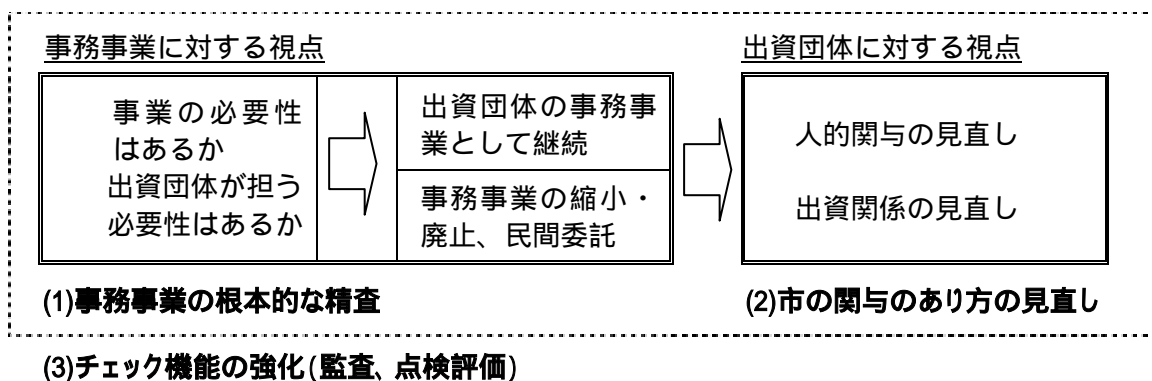 事務事業に対する視点
事業の必要性
はあるか
出資団体が担う
必要性はあるか
出資団体の事務事
業として継続
事務事業の縮小・
廃止、民間委託
(1)事務事業の根本的な精査
出資団体に対する視点
人的関与の見直し
出資関係の見直し
(2)市の関与のあり方の見直し
(3)チェック機能の強化(監査、点検評価)